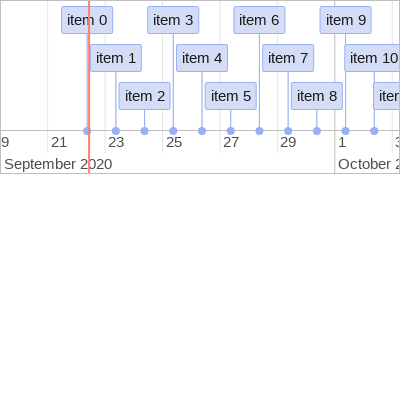 item 0 item 3 item 6 item 9
item 1 item 4 item 7 item 10
item 2 item 5 item 8
21 23 25 27 29 1
September 2020 October